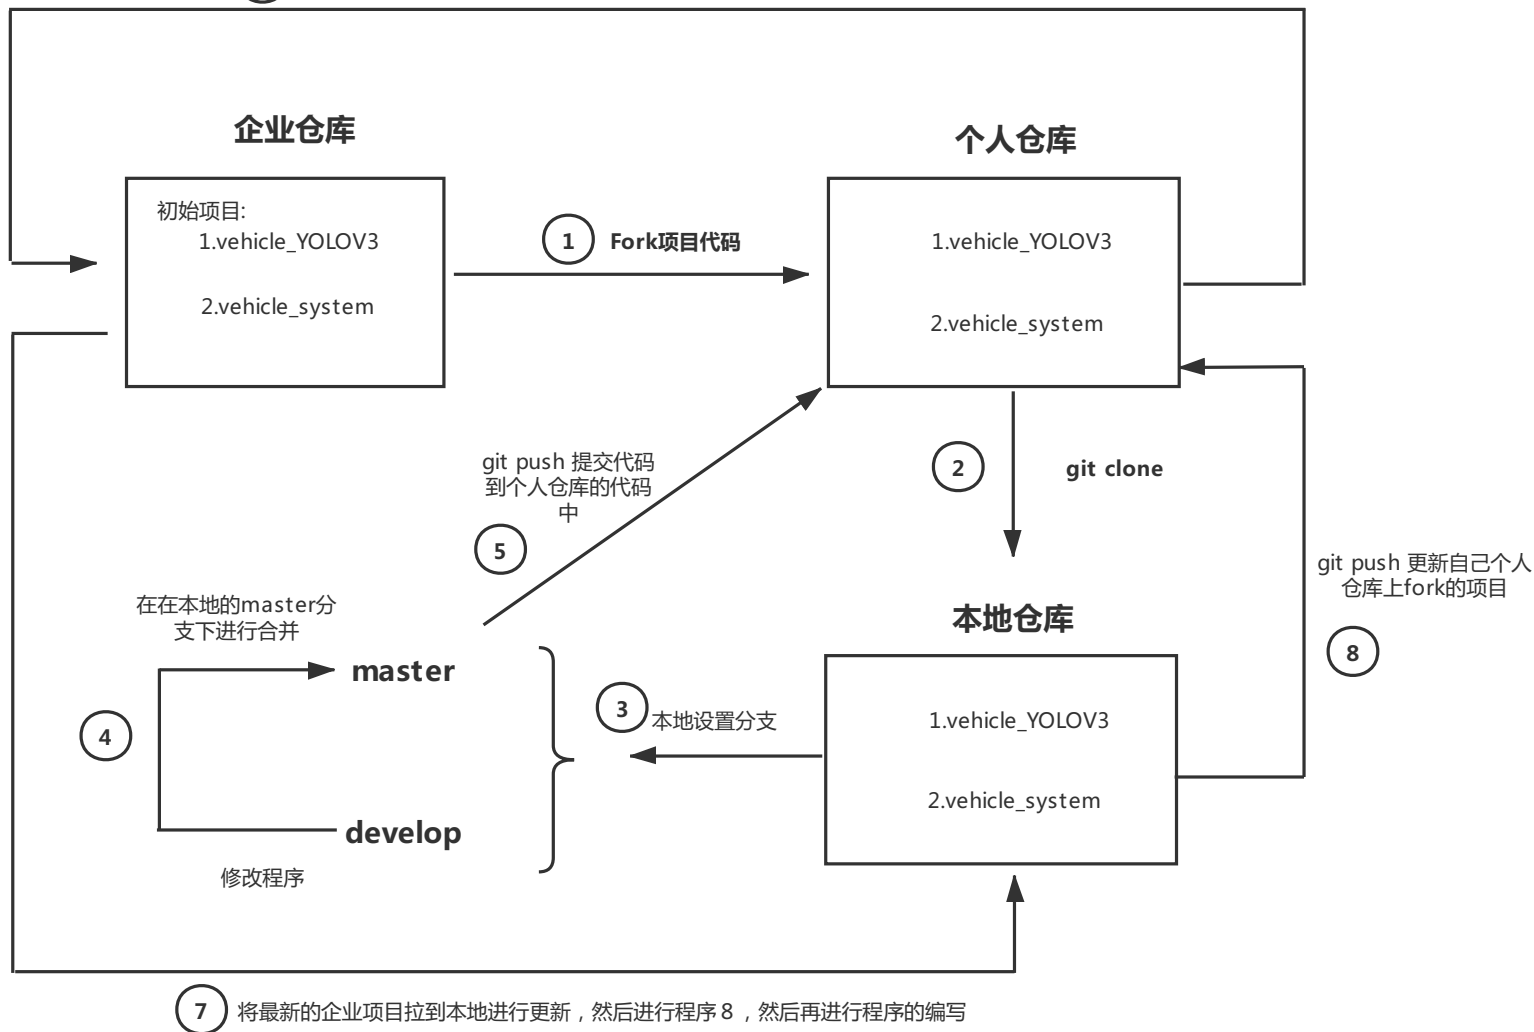 企业仓库
个人仓库
初始项目:
1.vehicle_YOLOV3
2.vehicle_system
1
Fork项目代码
1.vehicle_YOLOV3
2.vehicle_system
2
git clone
git push 提交代码
到个人仓库的代码
中
5
git push 更新自己个人
仓库上fork的项目
8
在在本地的master分
支下进行合并
master
4
develop
修改程序
3
本地设置分支
本地仓库
1.vehicle_YOLOV3
2.vehicle_system
7
将最新的企业项目拉到本地进行更新，然后进行程序8，然后再进行程序的编写